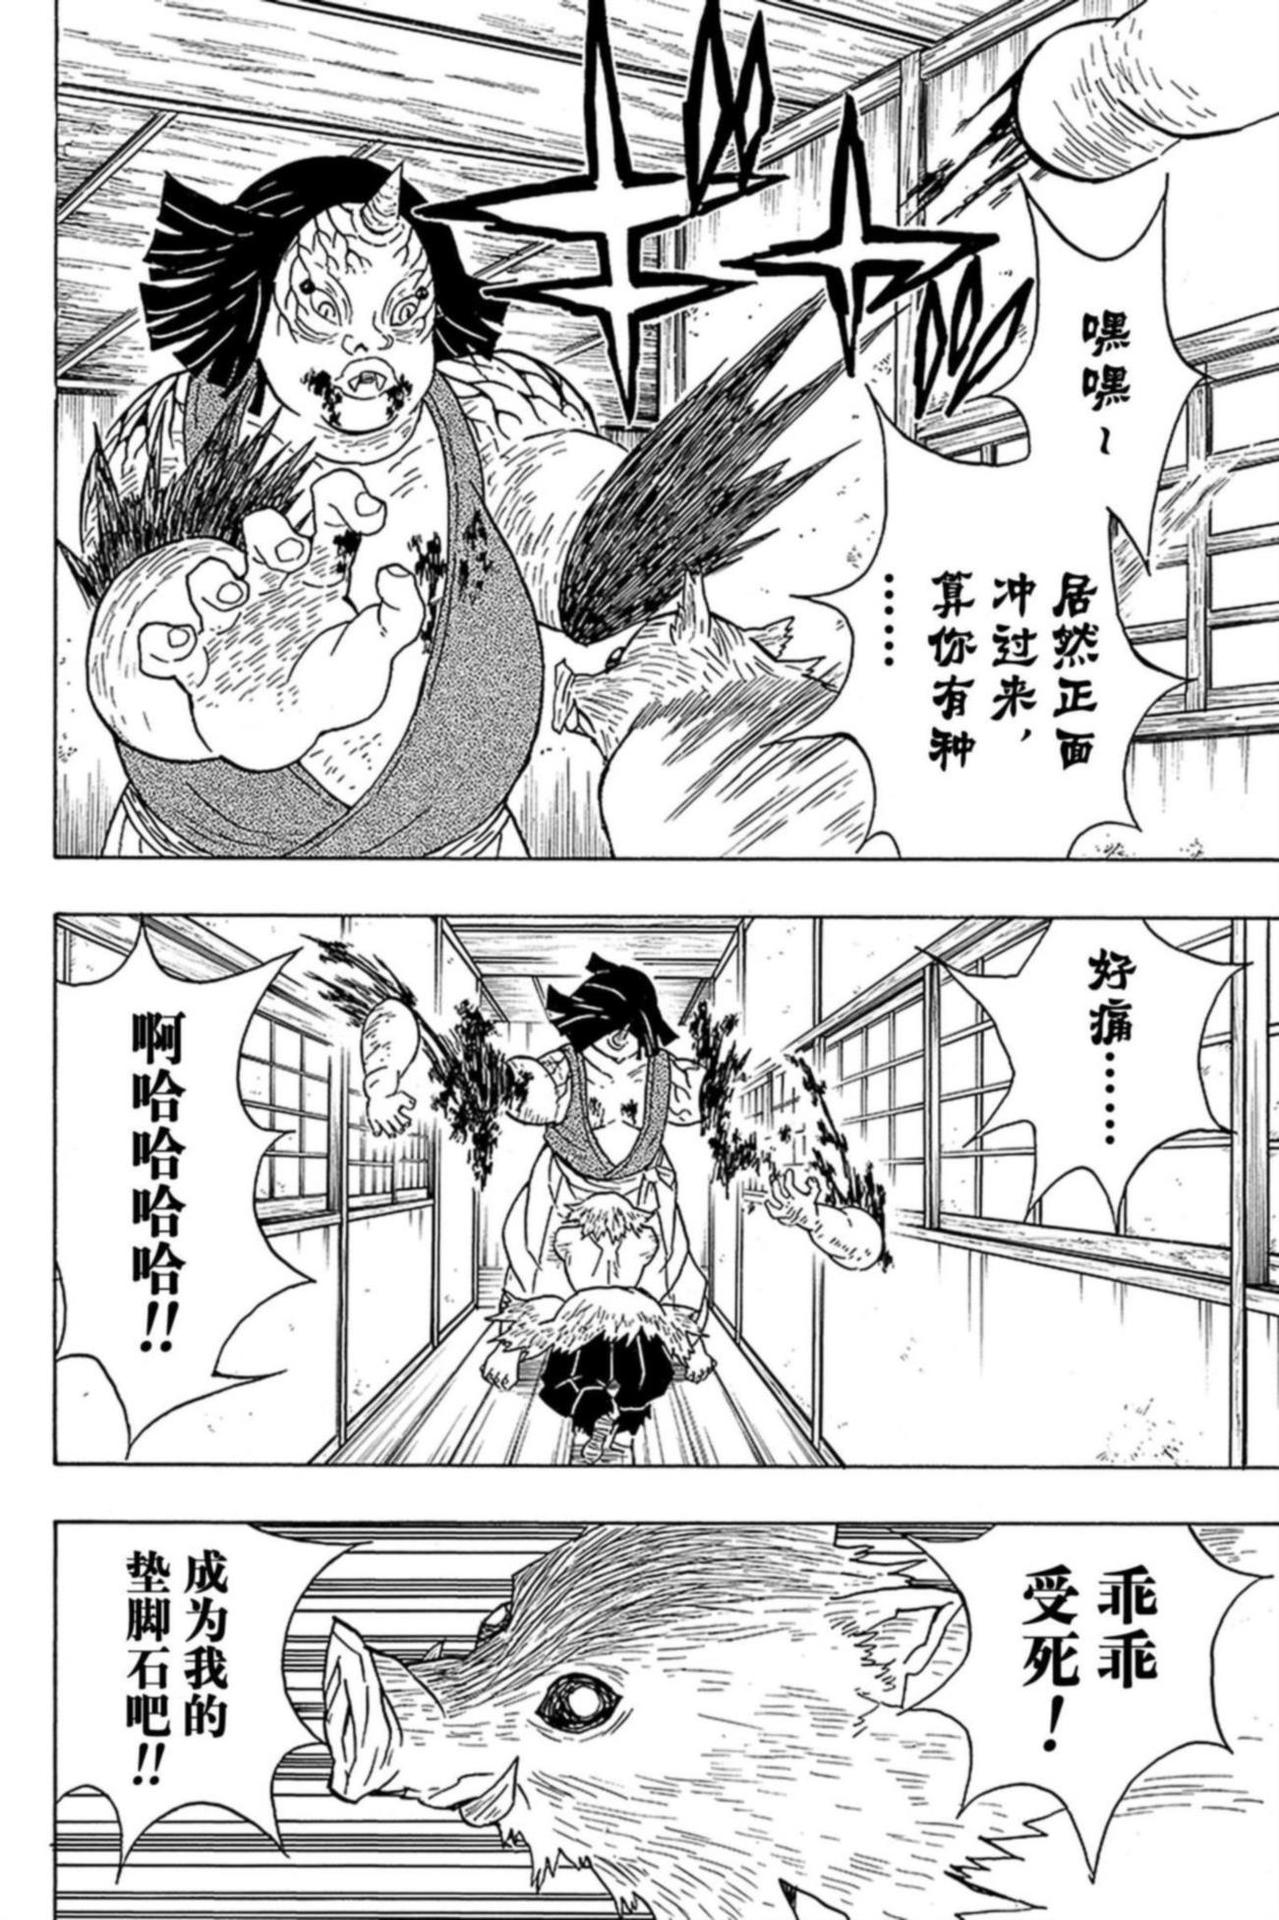 嘿嘿~
居然正面
冲过来，
算你有种
……
好痛……
啊哈哈哈哈!!
乖乖
受死！
成为我的
垫脚石吧!!